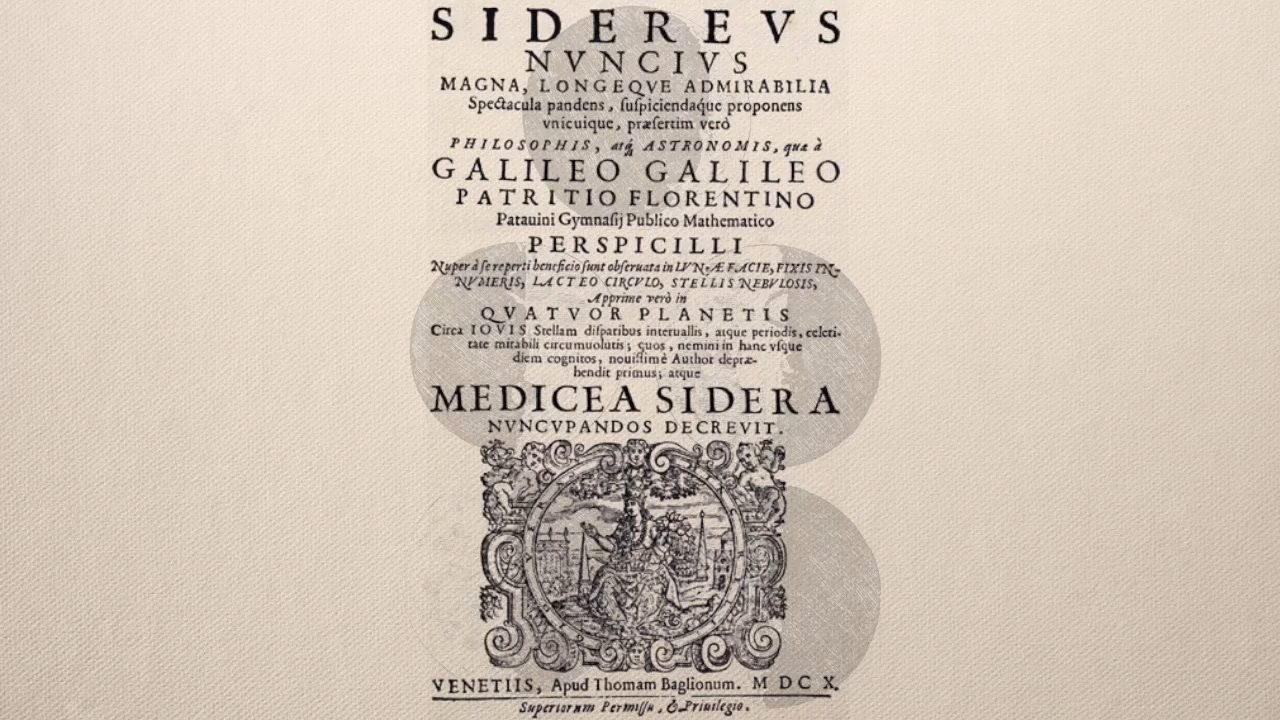 SIDEREVS
NVNCIVS
MAGNA, LONGEQVE ADMIRABILIA
Spectacula pandens, ſuſpiciendaq́ue proponens
vnicuique, præſertim verò
PHILOSOPHIS, atq́; ASTRONOMIS, quæ à
GALILEO GALILEO
PATRITIO FLORENTINO
Patauini Gymnaſij Publico Mathematico
PERSPICILLI
Nuper à ſe reperti beneficio ſunt obſeruata in LVNÆ FACIE, FIXIS IN-
NVMERIS, LACTEO CIRCVLO, STELLIS NEBVLOSIS,
Apprime verò in
QVATVOR PLANETIS
Circa IOVIS Stellam diſparibus interuallis, atque periodis, celeri-
tate mirabili circumuolutis; quos, nemini in hanc vſque
diem cognitos, nouiſſimè Author depræ-
hendit primus; atque
MEDICEA SIDERA
NVNCVPANDOS DECREVIT.
VENETIIS, Apud Thomam Baglionum. M DC X.
Superiorum Permiſſu, & Priuilegio.